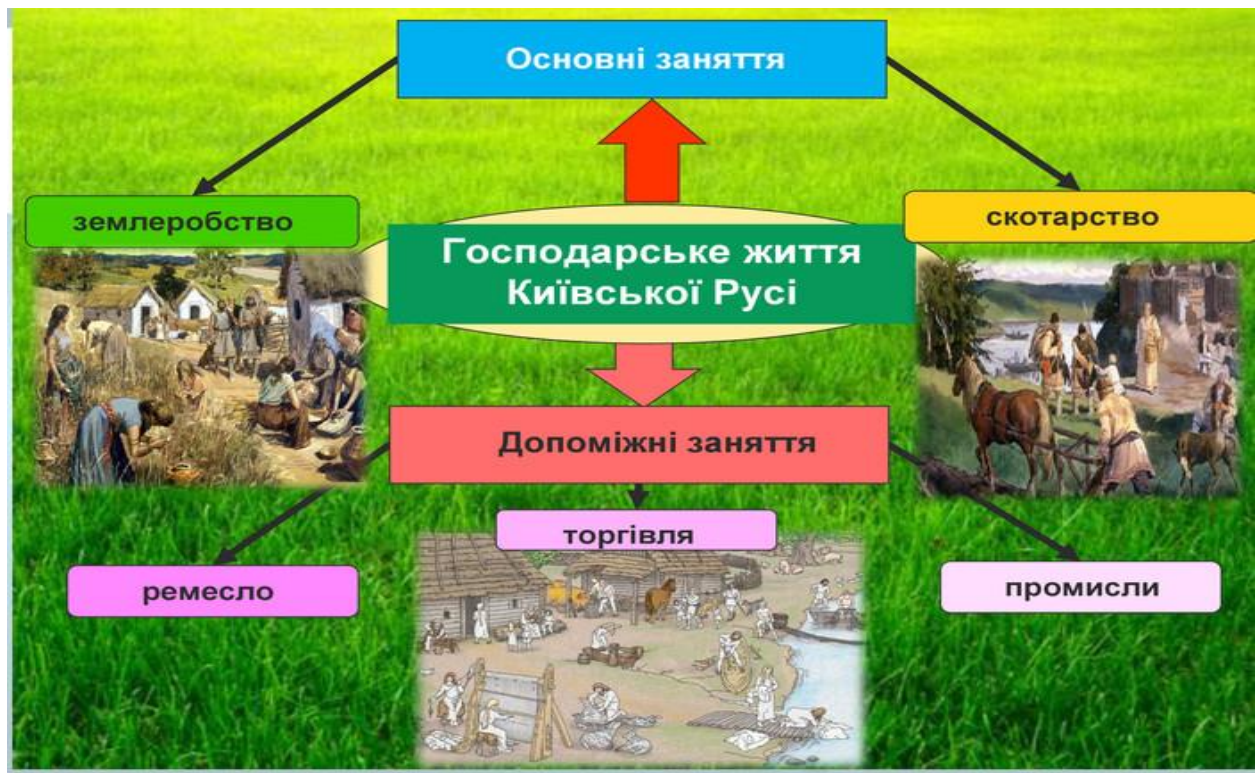 Основні заняття
землеробство
скотарство
Господарське життя
Київської Русі
Допоміжні заняття
торгівля
ремесло
промисли